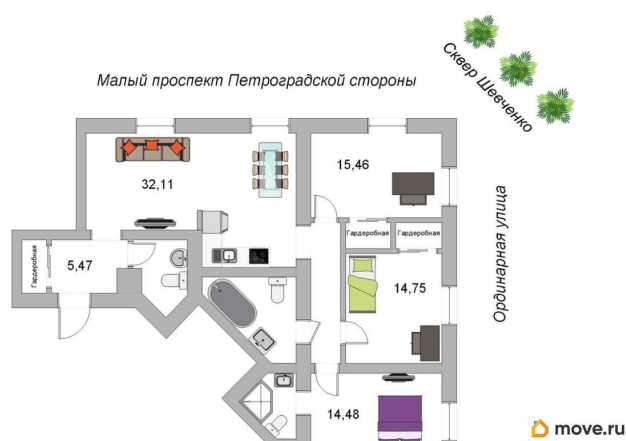 Сквер Шевченко
Малый проспект Петроградской стороны
15,46
32,11
Ординарная улица
Гардеробная
Гардеробная
Гардеробная
5,47
14,75
14,48
move.ru